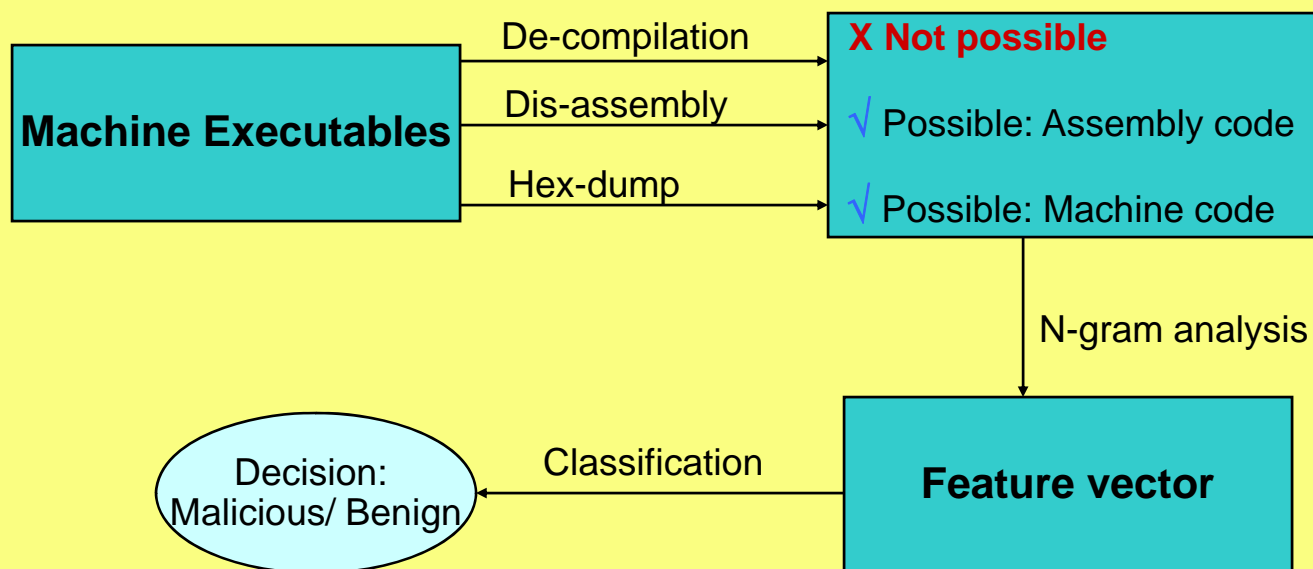 Machine Executables
De-compilation
Dis-assembly
Hex-dump
X Not possible
√ Possible: Assembly code
√ Possible: Machine code
N-gram analysis
Feature vector
Classification
Decision:
Malicious/ Benign